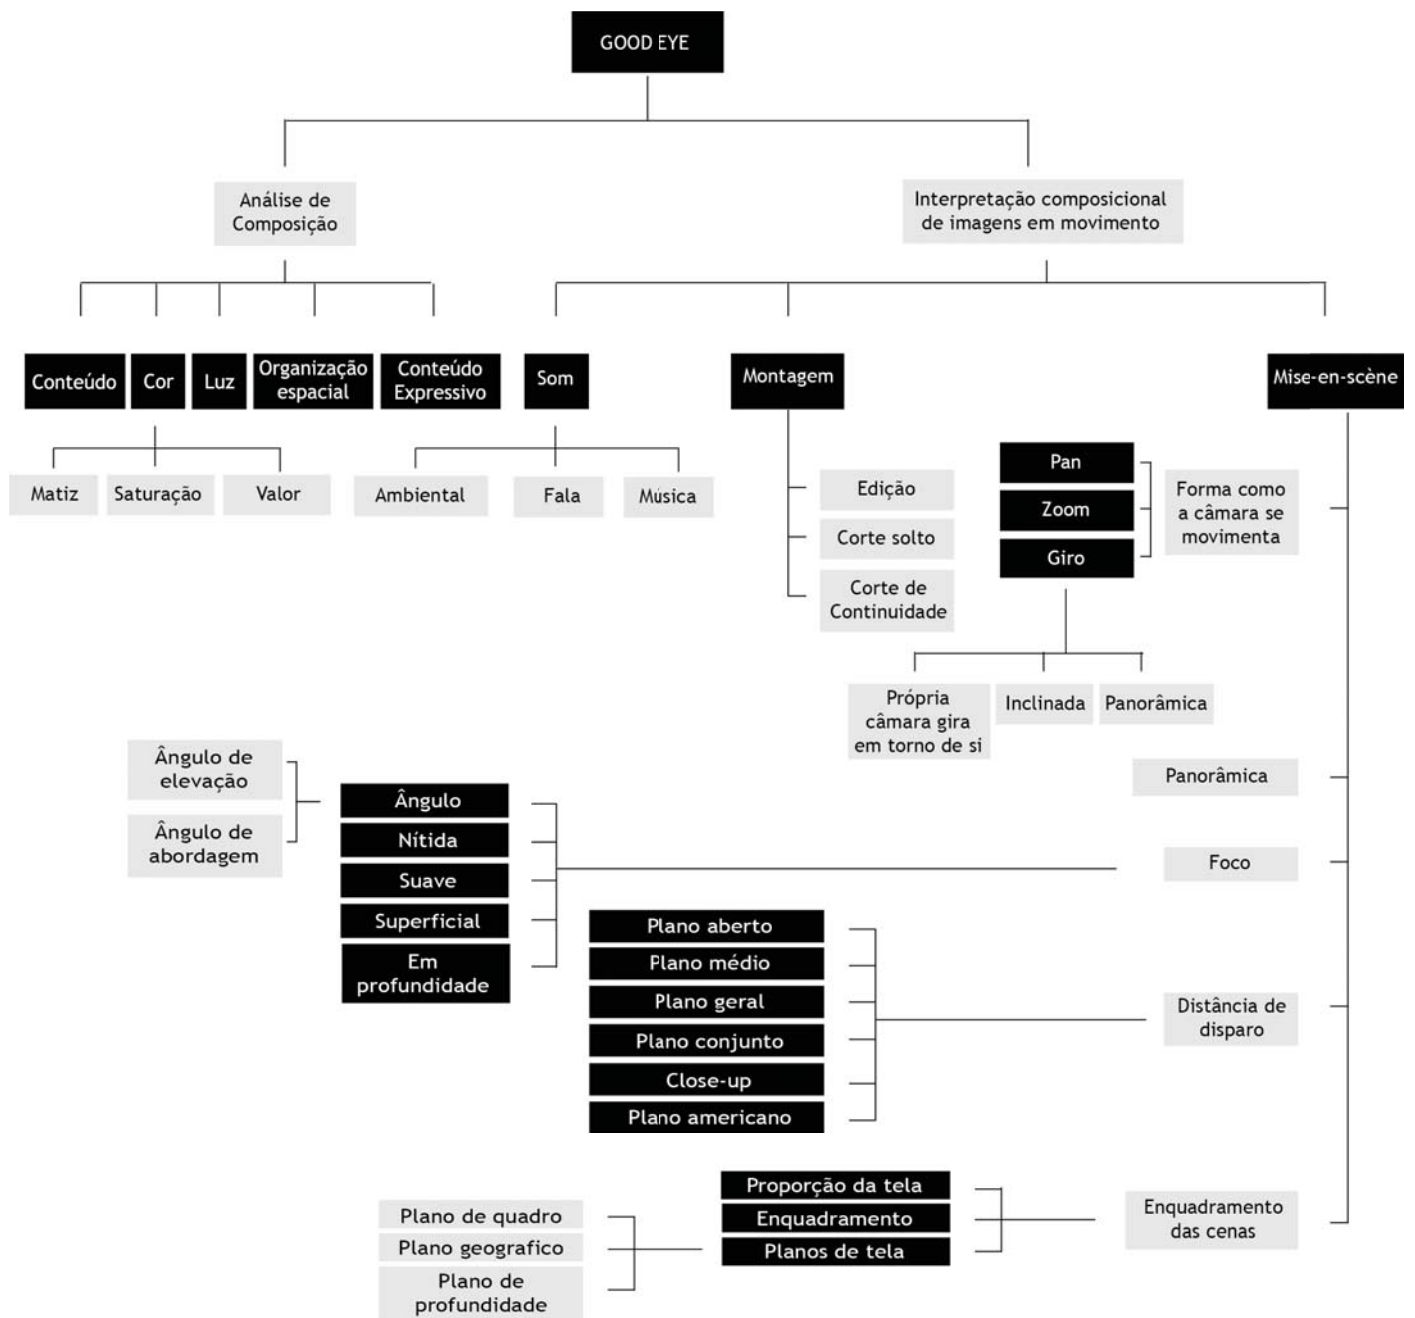 GOOD EYE
Análise de
Composição
Interpretação composicional
de imagens em movimento
Conteúdo
Cor
Luz
Organização
espacial
Conteúdo
Expressivo
Som
Montagem
Mise-en-scène
Matiz
Saturação
Valor
Ambiental
Fala
Música
Edição
Corte solto
Corte de
Continuidade
Pan
Zoom
Giro
Forma como
a câmara se
movimenta
Própria
câmara gira
em torno de si
Inclinada
Panorâmica
Panorâmica
Ângulo de
elevação
Ângulo de
abordagem
Ângulo
Nítida
Suave
Superficial
Em
profundidade
Foco
Plano aberto
Plano médio
Plano geral
Plano conjunto
Close-up
Plano americano
Distância de
disparo
Proporção da tela
Enquadramento
Planos de tela
Enquadramento
das cenas
Plano de quadro
Plano geografico
Plano de
profundidade